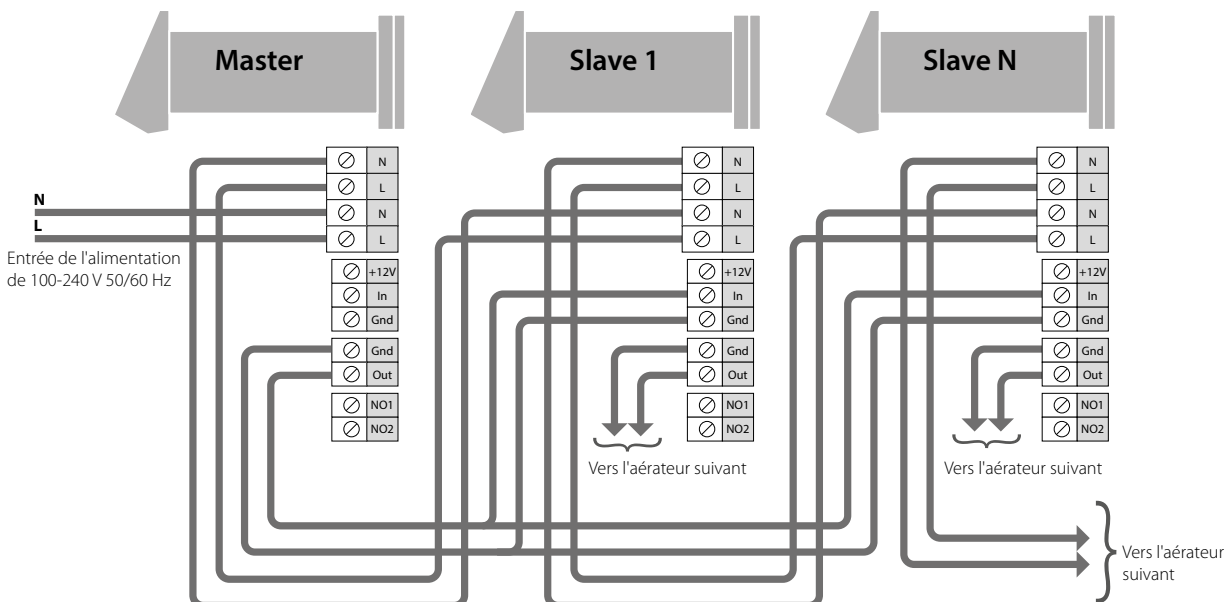 Master
Slave 1
Slave N
N
L
N
L
N
L
Entrée de l'alimentation
de 100-240 V 50/60 Hz
+12V
In
Gnd
Gnd
Out
NO1
NO2
N
L
N
L
+12V
In
Gnd
Gnd
Out
NO1
NO2
Vers l'aérateur suivant
N
L
N
L
+12V
In
Gnd
Gnd
Out
NO1
NO2
Vers l'aérateur suivant
Vers l'aérateur
suivant